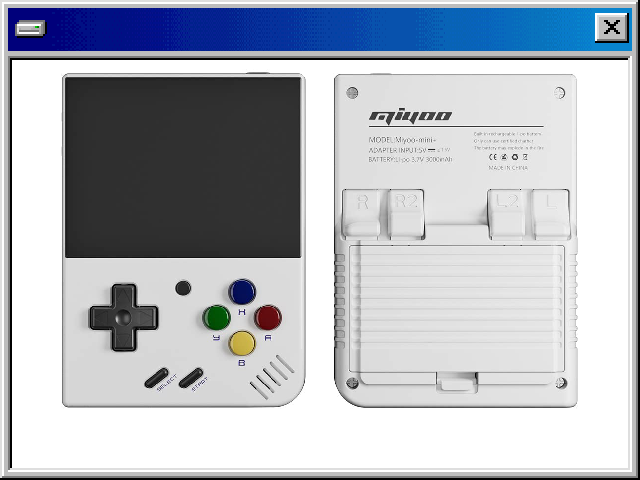 X
Y
A
B
SELECT
START
miyoo
MODEL:Miyoo-mini+
ADAPTER INPUT:5V
BATTERY:Li-po 3.7V 3000mAh
MADE IN CHINA
R
R2
L2
L